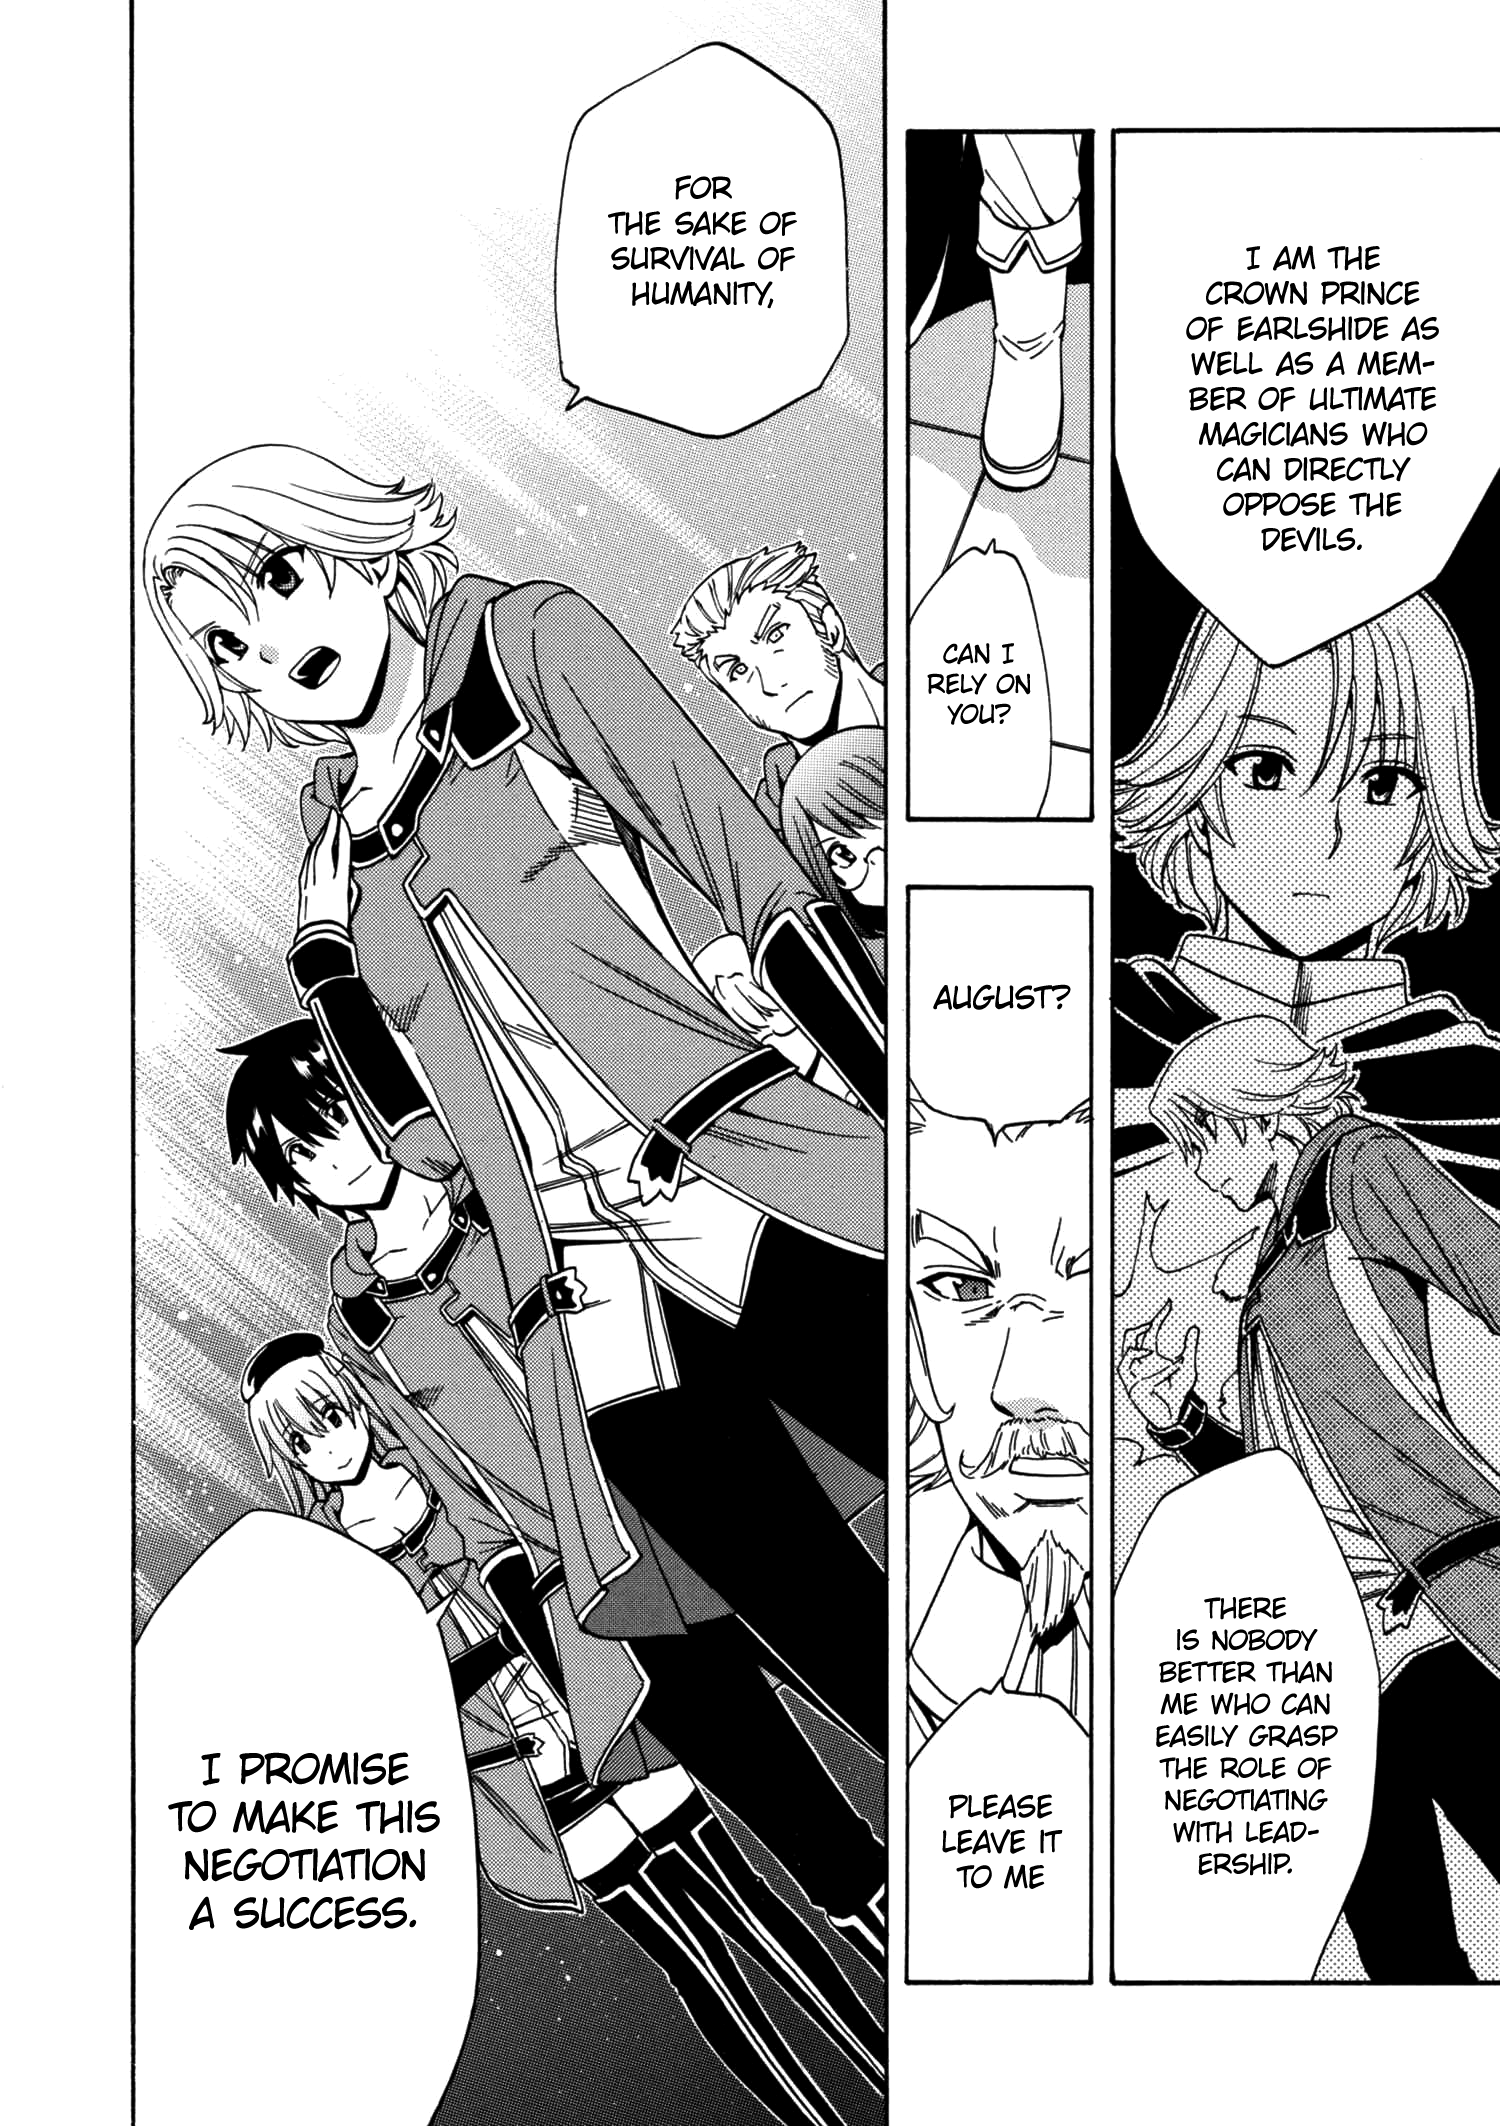 I AM THE
CROWN PRINCE
OF EARLSHIDE AS
WELL AS A MEM-
BER OF ULTIMATE
MAGICIANS WHO
CAN DIRECTLY
OPPOSE THE
DEVILS.
THERE
IS NOBODY
BETTER THAN
ME WHO CAN
EASILY GRASP
THE ROLE OF
NEGOTIATING
WITH LEAD-
ERSHIP.
CAN I
RELY ON
YOU?
AUGUST?
PLEASE
LEAVE IT
TO ME
FOR
THE SAKE OF
SURVIVAL OF
HUMANITY,
I PROMISE
TO MAKE THIS
NEGOTIATION
A SUCCESS.